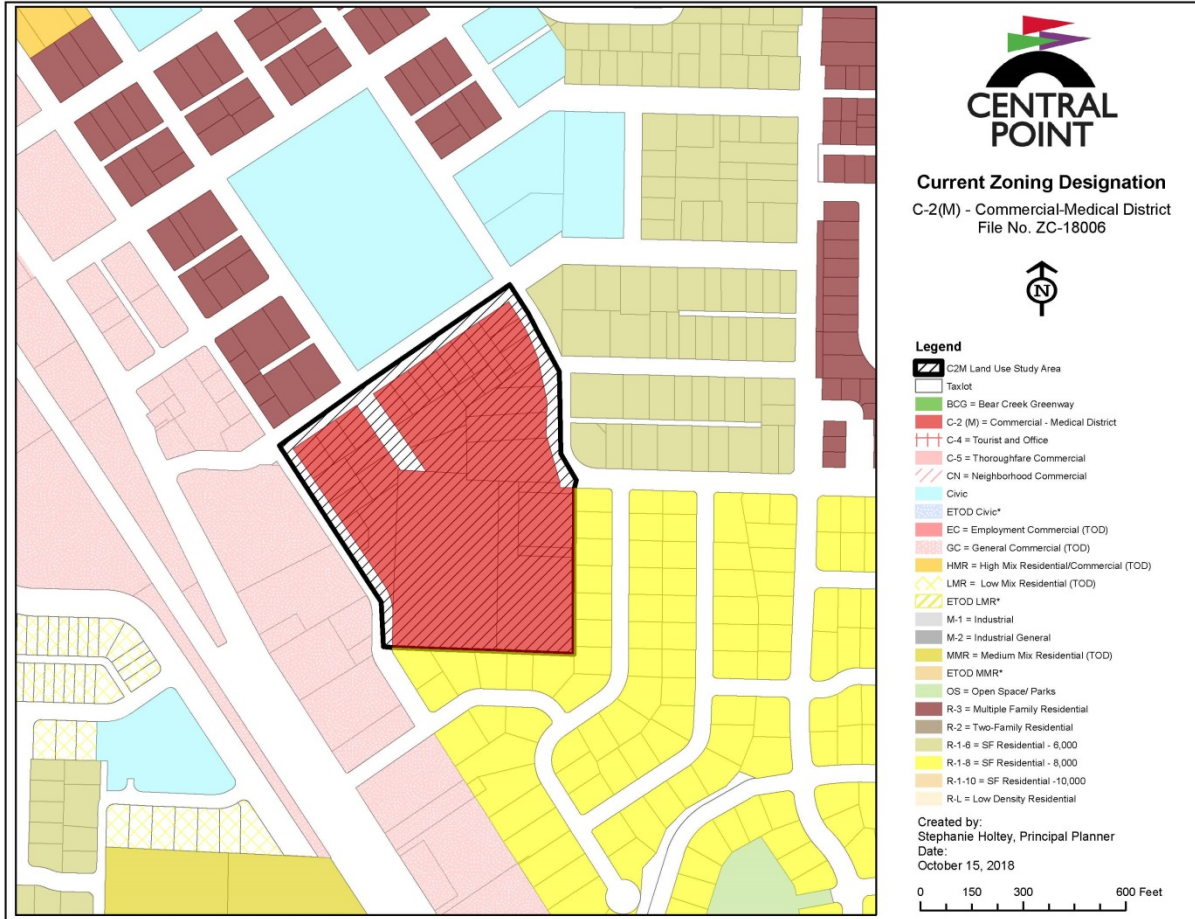 CENTRAL
POINT
Current Zoning Designation
C-2(M) - Commercial-Medical District
File No. ZC-18006
N
Legend
C2M Land Use Study Area
Taxlot
BCG = Bear Creek Greenway
C-2 (M) = Commercial - Medical District
C-4 = Tourist and Office
C-5 = Thoroughfare Commercial
CN = Neighborhood Commercial
Civic
ETOD Civic*
EC = Employment Commercial (TOD)
GC = General Commercial (TOD)
HMR = High Mix Residential/Commercial (TOD)
LMR = Low Mix Residential (TOD)
ETOD LMR*
M-1 = Industrial
M-2 = Industrial General
MMR = Medium Mix Residential (TOD)
ETOD MMR*
OS = Open Space/ Parks
R-3 = Multiple Family Residential
R-2 = Two-Family Residential
R-1-6 = SF Residential - 6,000
R-1-8 = SF Residential - 8,000
R-1-10 = SF Residential -10,000
R-L = Low Density Residential
Created by:
Stephanie Holtey, Principal Planner
Date:
October 15, 2018
0 150 300 600 Feet